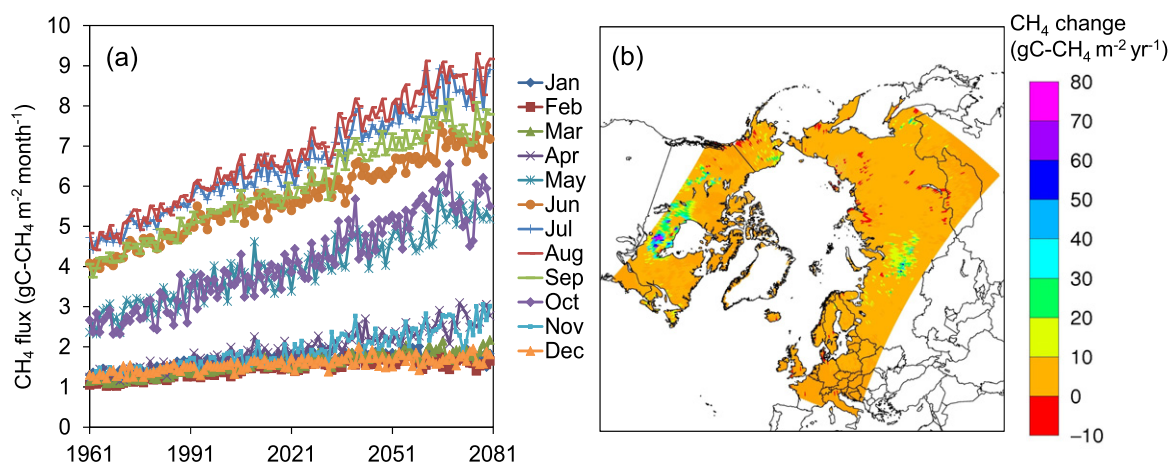 (a)
CH₄ flux (gC-CH₄ m⁻² month⁻¹)
10
9
8
7
6
5
4
3
2
1
0
1961 1991 2021 2051 2081
Jan
Feb
Mar
Apr
May
Jun
Jul
Aug
Sep
Oct
Nov
Dec
(b)
CH₄ change
(gC-CH₄ m⁻² yr⁻¹)
80
70
60
50
40
30
20
10
0
–10